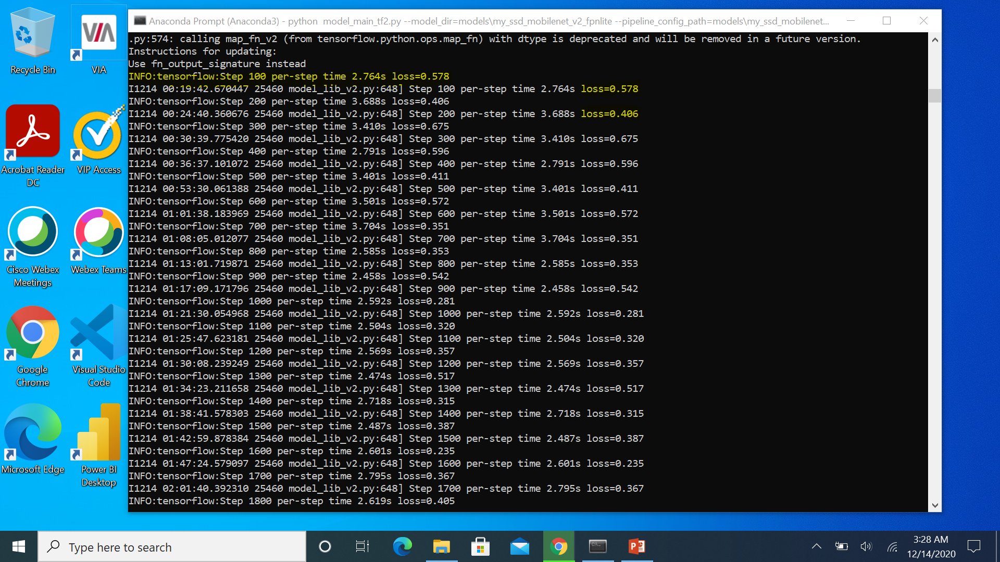 Recycle Bin
VIA
VIA
Acrobat Reader
DC
VIP Access
Cisco Webex
Meetings
Webex Teams
Google
Chrome
Visual Studio
Code
Microsoft Edge
Power BI
Desktop
Anaconda Prompt (Anaconda3) - python  model_main_tf2.py --model_dir=models\my_ssd_mobilenet_v2_fpnlite --pipeline_config_path=models\my_ssd_mobilenet...
.py:574: calling map_fn_v2 (from tensorflow.python.ops.map_fn) with dtype is deprecated and will be removed in a future version.
Instructions for updating:
Use fn_output_signature instead
INFO:tensorflow:Step 100 per-step time 2.764s loss=0.578
I1214 00:19:42.670447 25460 model_lib_v2.py:648] Step 100 per-step time 2.764s loss=0.578
INFO:tensorflow:Step 200 per-step time 3.688s loss=0.406
I1214 00:24:40.360676 25460 model_lib_v2.py:648] Step 200 per-step time 3.688s loss=0.406
INFO:tensorflow:Step 300 per-step time 3.410s loss=0.675
I1214 00:30:39.775420 25460 model_lib_v2.py:648] Step 300 per-step time 3.410s loss=0.675
INFO:tensorflow:Step 400 per-step time 2.791s loss=0.596
I1214 00:36:37.101072 25460 model_lib_v2.py:648] Step 400 per-step time 2.791s loss=0.596
INFO:tensorflow:Step 500 per-step time 3.401s loss=0.411
I1214 00:53:30.061388 25460 model_lib_v2.py:648] Step 500 per-step time 3.401s loss=0.411
INFO:tensorflow:Step 600 per-step time 3.501s loss=0.572
I1214 01:01:38.183969 25460 model_lib_v2.py:648] Step 600 per-step time 3.501s loss=0.572
INFO:tensorflow:Step 700 per-step time 3.704s loss=0.351
I1214 01:08:05.012077 25460 model_lib_v2.py:648] Step 700 per-step time 3.704s loss=0.351
INFO:tensorflow:Step 800 per-step time 2.585s loss=0.353
I1214 01:13:01.719871 25460 model_lib_v2.py:648] Step 800 per-step time 2.585s loss=0.353
INFO:tensorflow:Step 900 per-step time 2.458s loss=0.542
I1214 01:17:09.171796 25460 model_lib_v2.py:648] Step 900 per-step time 2.458s loss=0.542
INFO:tensorflow:Step 1000 per-step time 2.592s loss=0.281
I1214 01:21:30.054968 25460 model_lib_v2.py:648] Step 1000 per-step time 2.592s loss=0.281
INFO:tensorflow:Step 1100 per-step time 2.504s loss=0.320
I1214 01:25:47.623181 25460 model_lib_v2.py:648] Step 1100 per-step time 2.504s loss=0.320
INFO:tensorflow:Step 1200 per-step time 2.569s loss=0.357
I1214 01:30:08.239249 25460 model_lib_v2.py:648] Step 1200 per-step time 2.569s loss=0.357
INFO:tensorflow:Step 1300 per-step time 2.474s loss=0.517
I1214 01:34:23.211658 25460 model_lib_v2.py:648] Step 1300 per-step time 2.474s loss=0.517
INFO:tensorflow:Step 1400 per-step time 2.718s loss=0.315
I1214 01:38:41.578303 25460 model_lib_v2.py:648] Step 1400 per-step time 2.718s loss=0.315
INFO:tensorflow:Step 1500 per-step time 2.487s loss=0.387
I1214 01:42:59.878384 25460 model_lib_v2.py:648] Step 1500 per-step time 2.487s loss=0.387
INFO:tensorflow:Step 1600 per-step time 2.601s loss=0.235
I1214 01:47:24.579097 25460 model_lib_v2.py:648] Step 1600 per-step time 2.601s loss=0.235
INFO:tensorflow:Step 1700 per-step time 2.795s loss=0.367
I1214 02:01:40.392310 25460 model_lib_v2.py:648] Step 1700 per-step time 2.795s loss=0.367
INFO:tensorflow:Step 1800 per-step time 2.619s loss=0.405
Type here to search
3:28 AM
12/14/2020